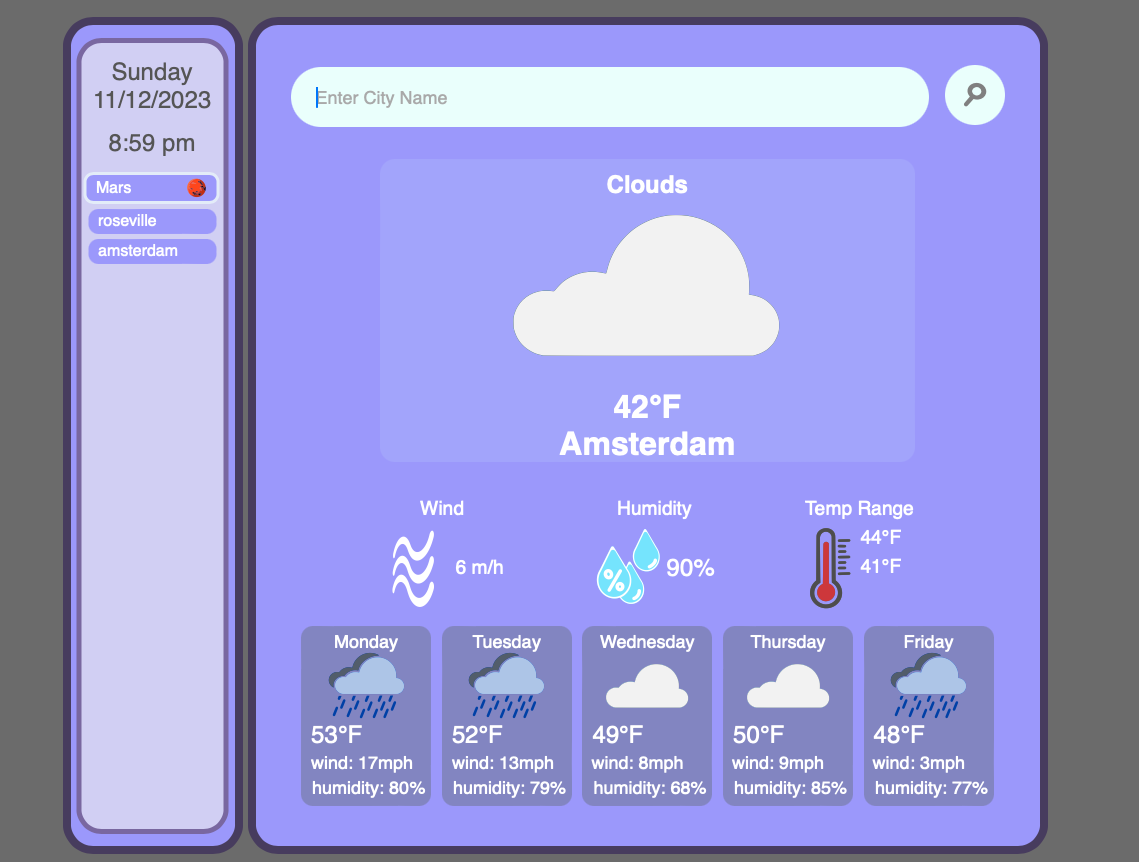 Sunday
11/12/2023
8:59 pm
Mars
roseville
amsterdam
Enter City Name
Clouds
42°F
Amsterdam
Wind
6 m/h
Humidity
%
90%
Temp Range
44°F
41°F
Monday
53°F
wind: 17mph
humidity: 80%
Tuesday
52°F
wind: 13mph
humidity: 79%
Wednesday
49°F
wind: 8mph
humidity: 68%
Thursday
50°F
wind: 9mph
humidity: 85%
Friday
48°F
wind: 3mph
humidity: 77%